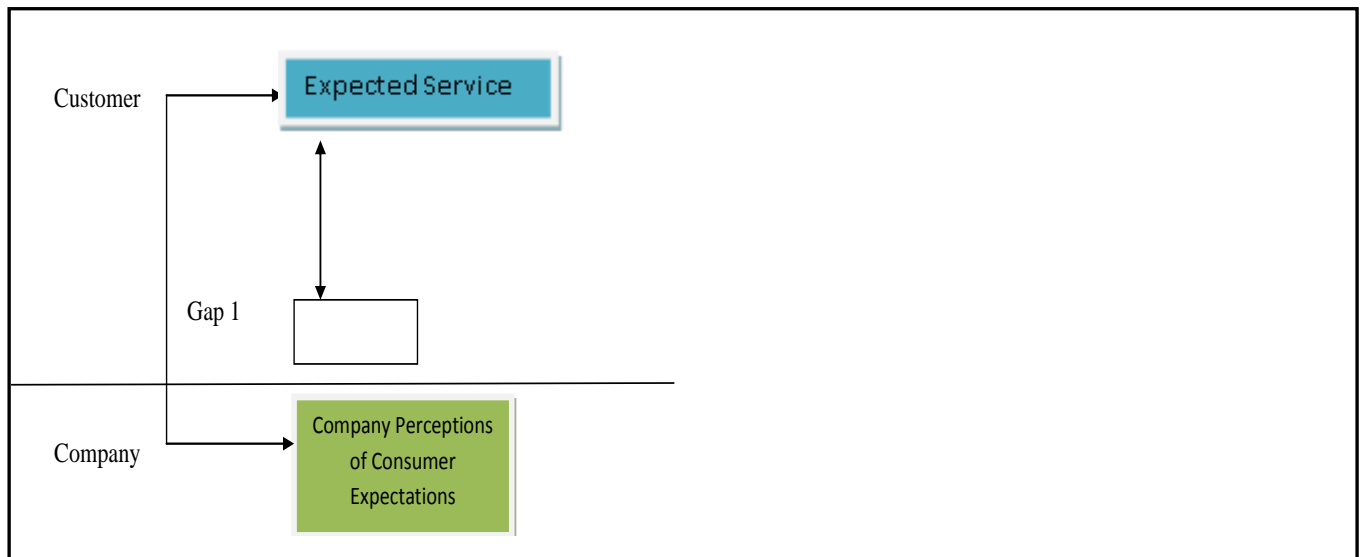 Expected Service
Customer
Gap 1
Company Perceptions
of Consumer
Expectations
Company